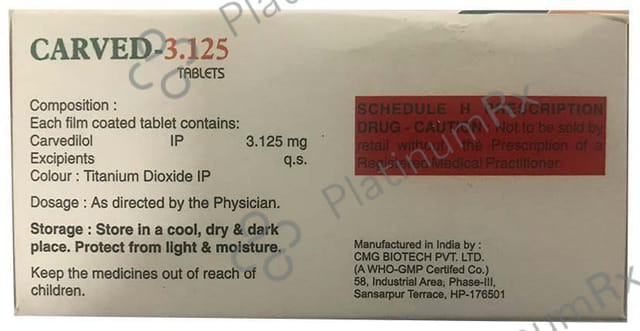 CARVED-3.125
TABLETS
Composition :
Each film coated tablet contains:
Carvedilol IP 3.125 mg
Excipients q.s.
Colour : Titanium Dioxide IP
Dosage : As directed by the Physician.
Storage : Store in a cool, dry & dark
place. Protect from light & moisture.
Keep the medicines out of reach of
children.
SCHEDULE H PRESCRIPTION
DRUG - CAUTION : Not to be sold by
retail without the Prescription of a
Registered Medical Practitioner.
Manufactured in India by :
CMG BIOTECH PVT. LTD.
(A WHO-GMP Certifed Co.)
58, Industrial Area, Phase-III,
Sansarpur Terrace, HP-176501
PlatinumRx
PlatinumRx